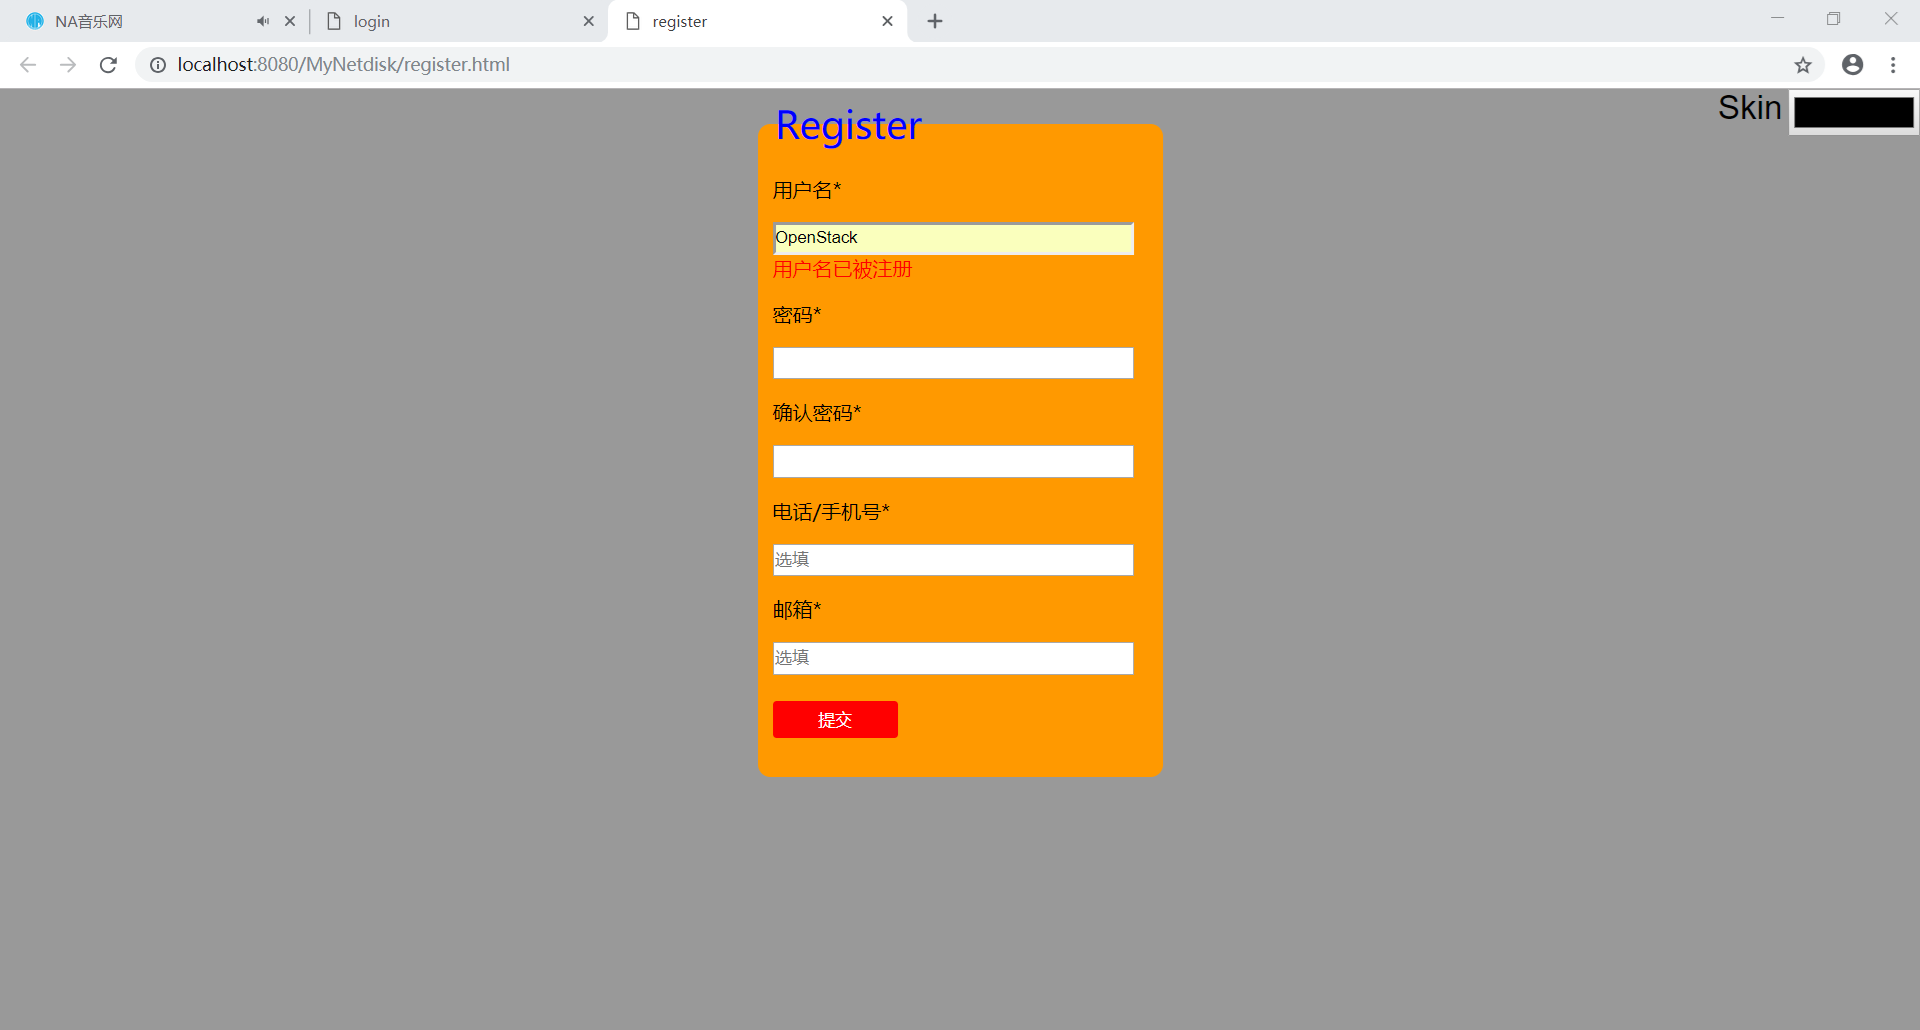 NA音乐网
login
register
localhost:8080/MyNetdisk/register.html
Skin
Register
用户名*
OpenStack
用户名已被注册
密码*
确认密码*
电话/手机号*
选填
邮箱*
选填
提交